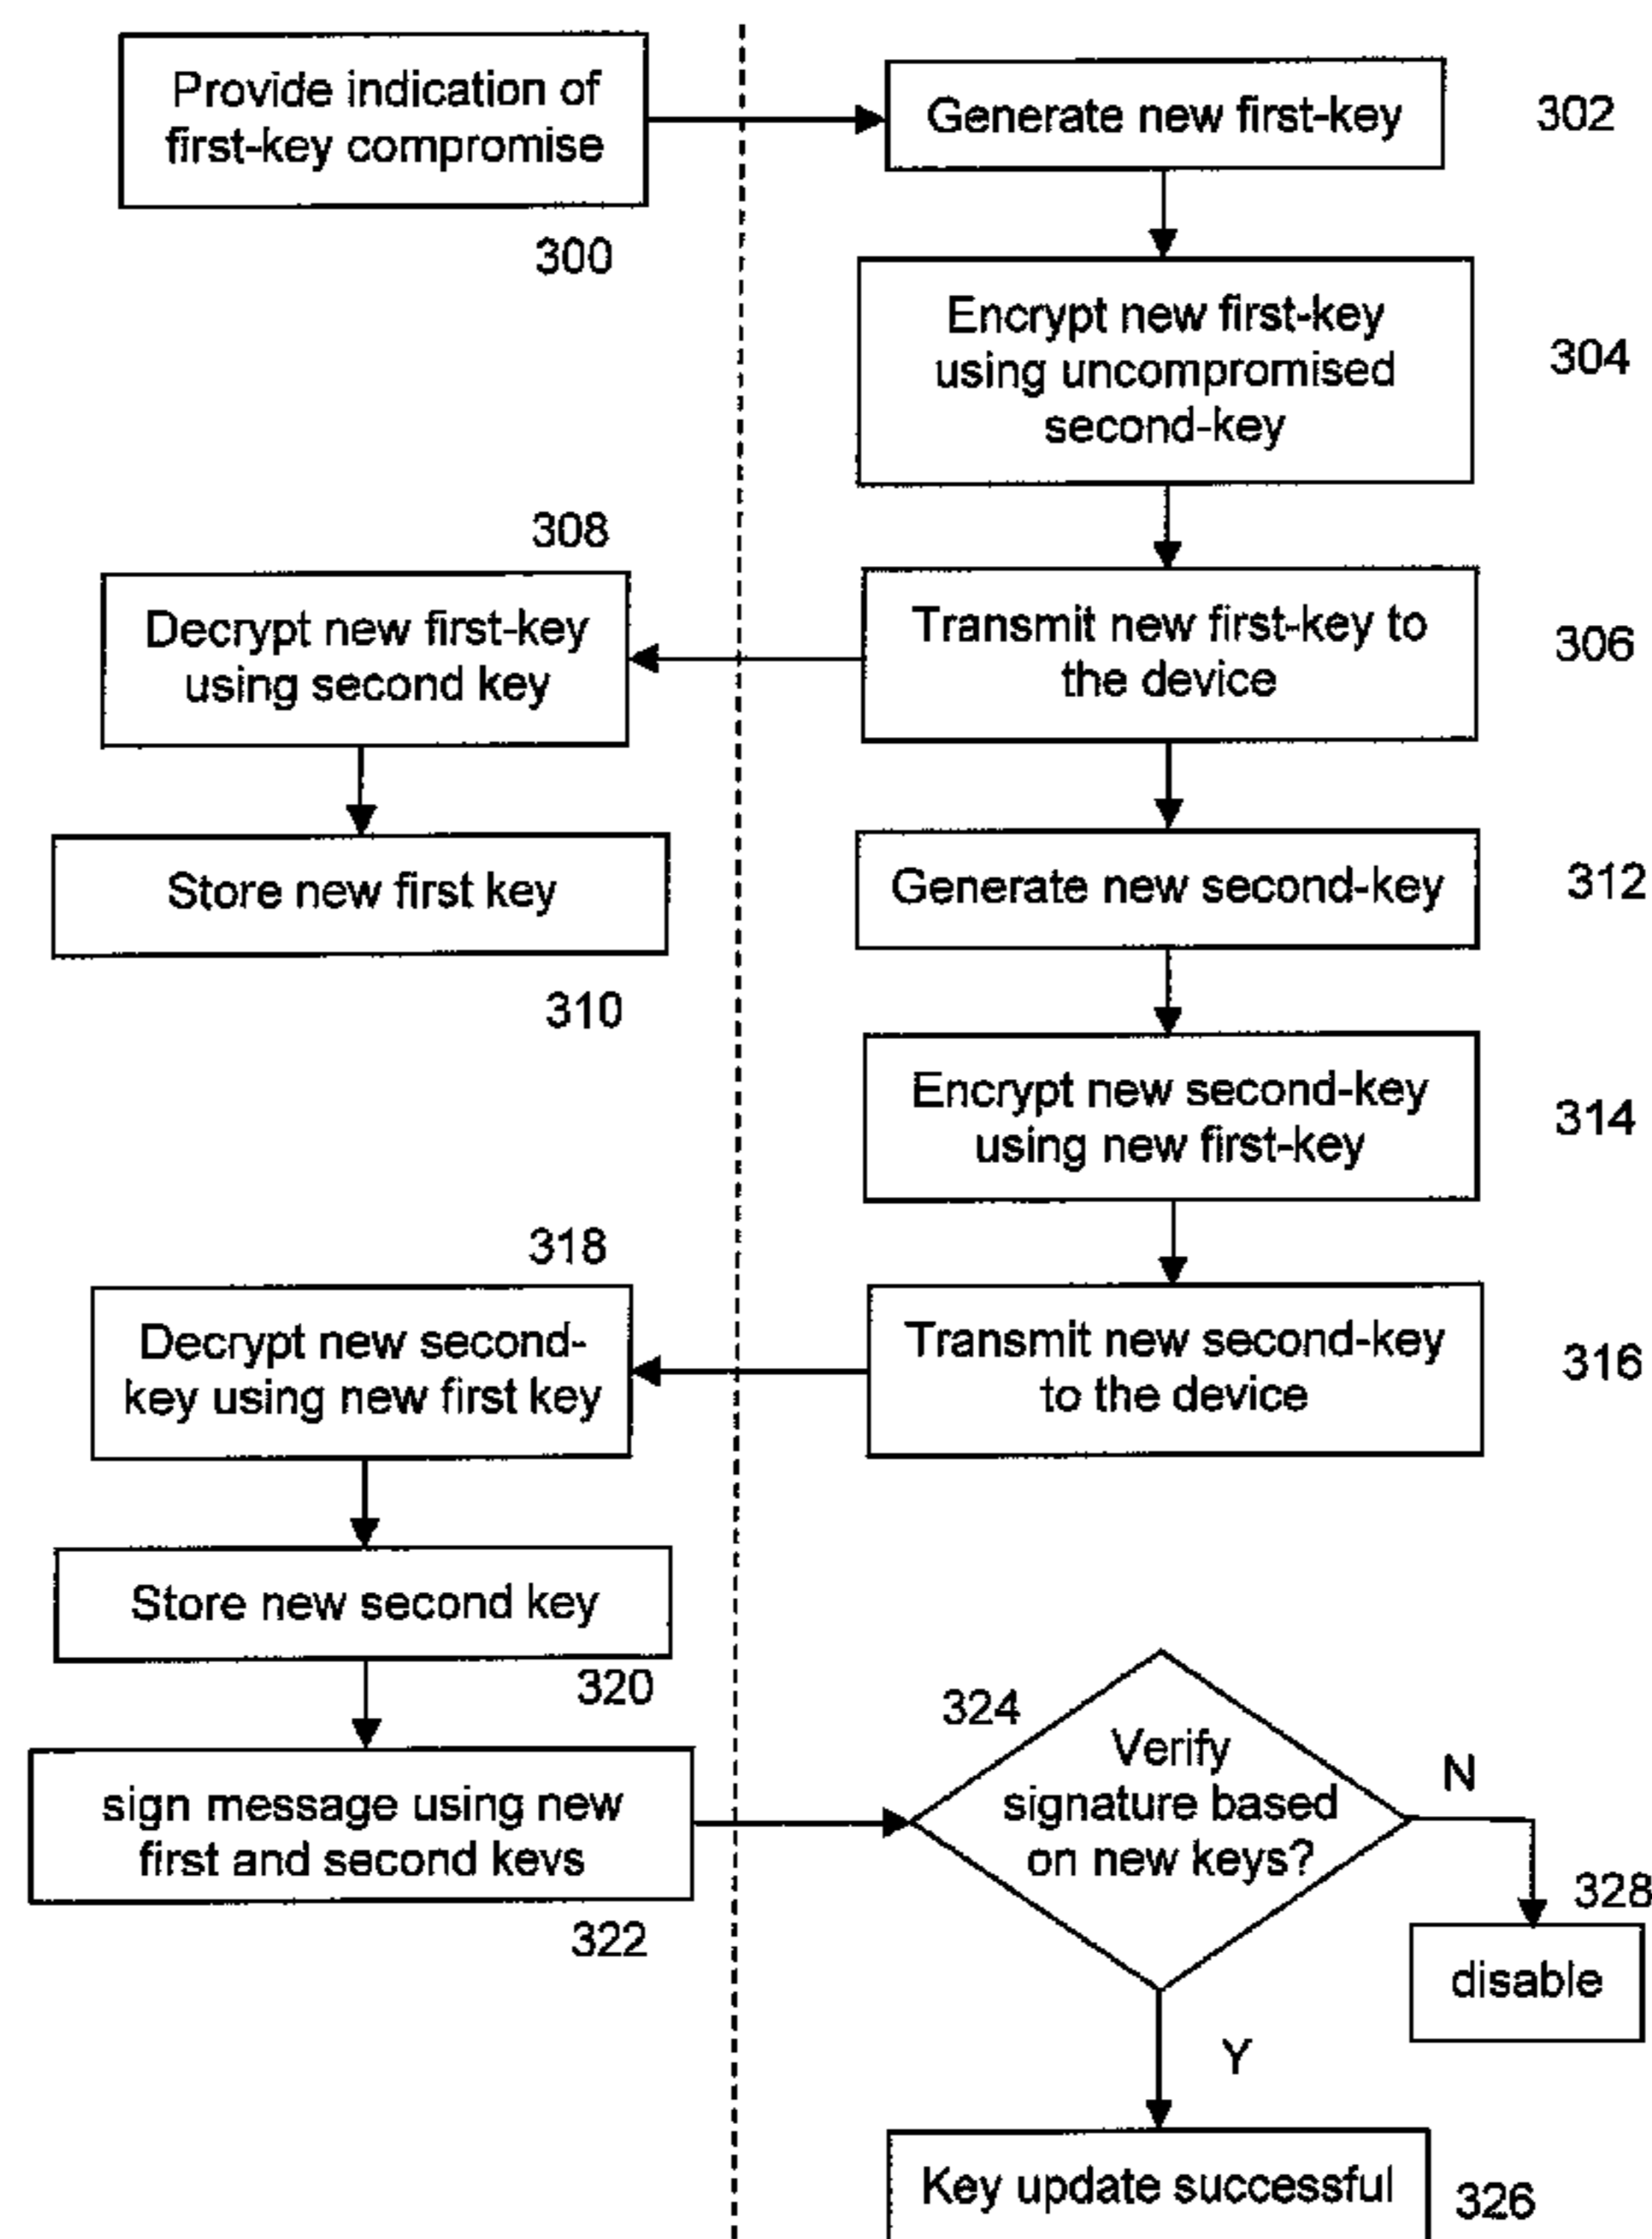 Provide indication of
first-key compromise
300
Generate new first-key
302
Encrypt new first-key
using uncompromised
second-key
304
308
Decrypt new first-key
using second key
Transmit new first-key to
the device
306
Store new first key
310
Generate new second-key
312
Encrypt new second-key
using new first-key
314
318
Decrypt new second-
key using new first key
Transmit new second-key
to the device
316
Store new second key
320
sign message using new
first and second keys
322
324
Verify
signature based
on new keys?
N
328
disable
Y
Key update successful
326